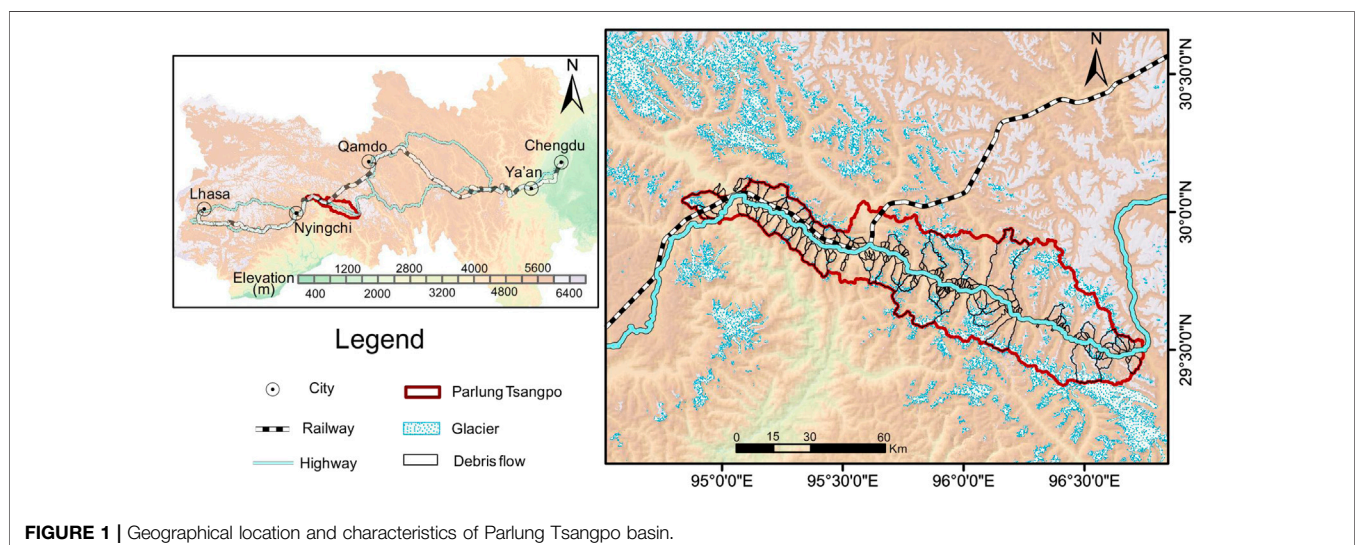 N
Qamdo
Chengdu
Ya'an
Lhasa
Nyingchi
Elevation
(m)
1200 2800 4000 5600
400 2000 3200 4800 6400
Legend
City
Parlung Tsangpo
Railway
Glacier
Highway
Debris flow
N
30°30'0"N
30°0'0"N
29°30'0"N
0 15 30 60
Km
95°0'0"E 95°30'0"E 96°0'0"E 96°30'0"E
FIGURE 1 | Geographical location and characteristics of Parlung Tsangpo basin.